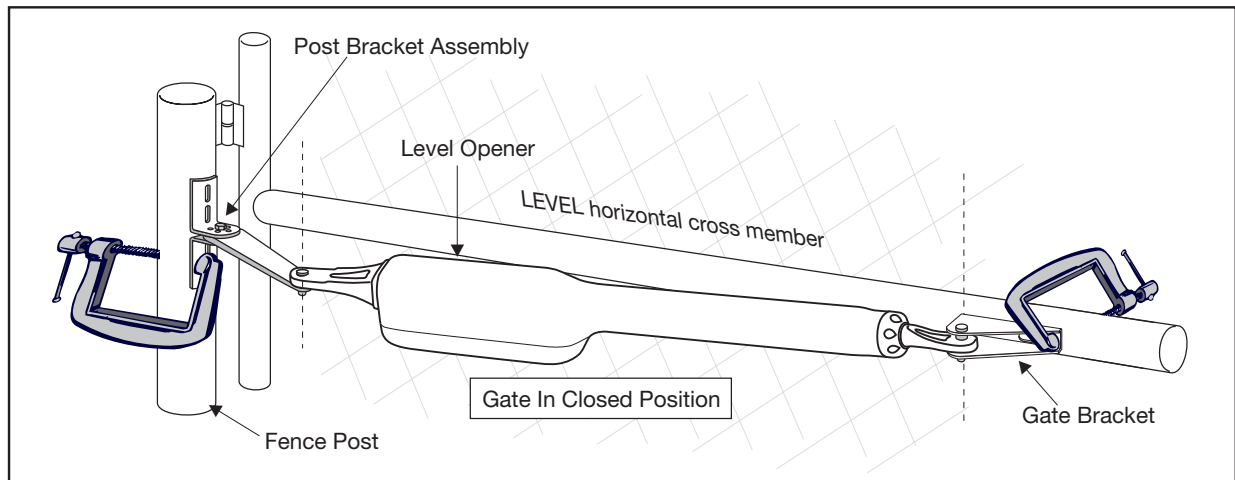 Post Bracket Assembly
Level Opener
LEVEL horizontal cross member
Gate In Closed Position
Gate Bracket
Fence Post